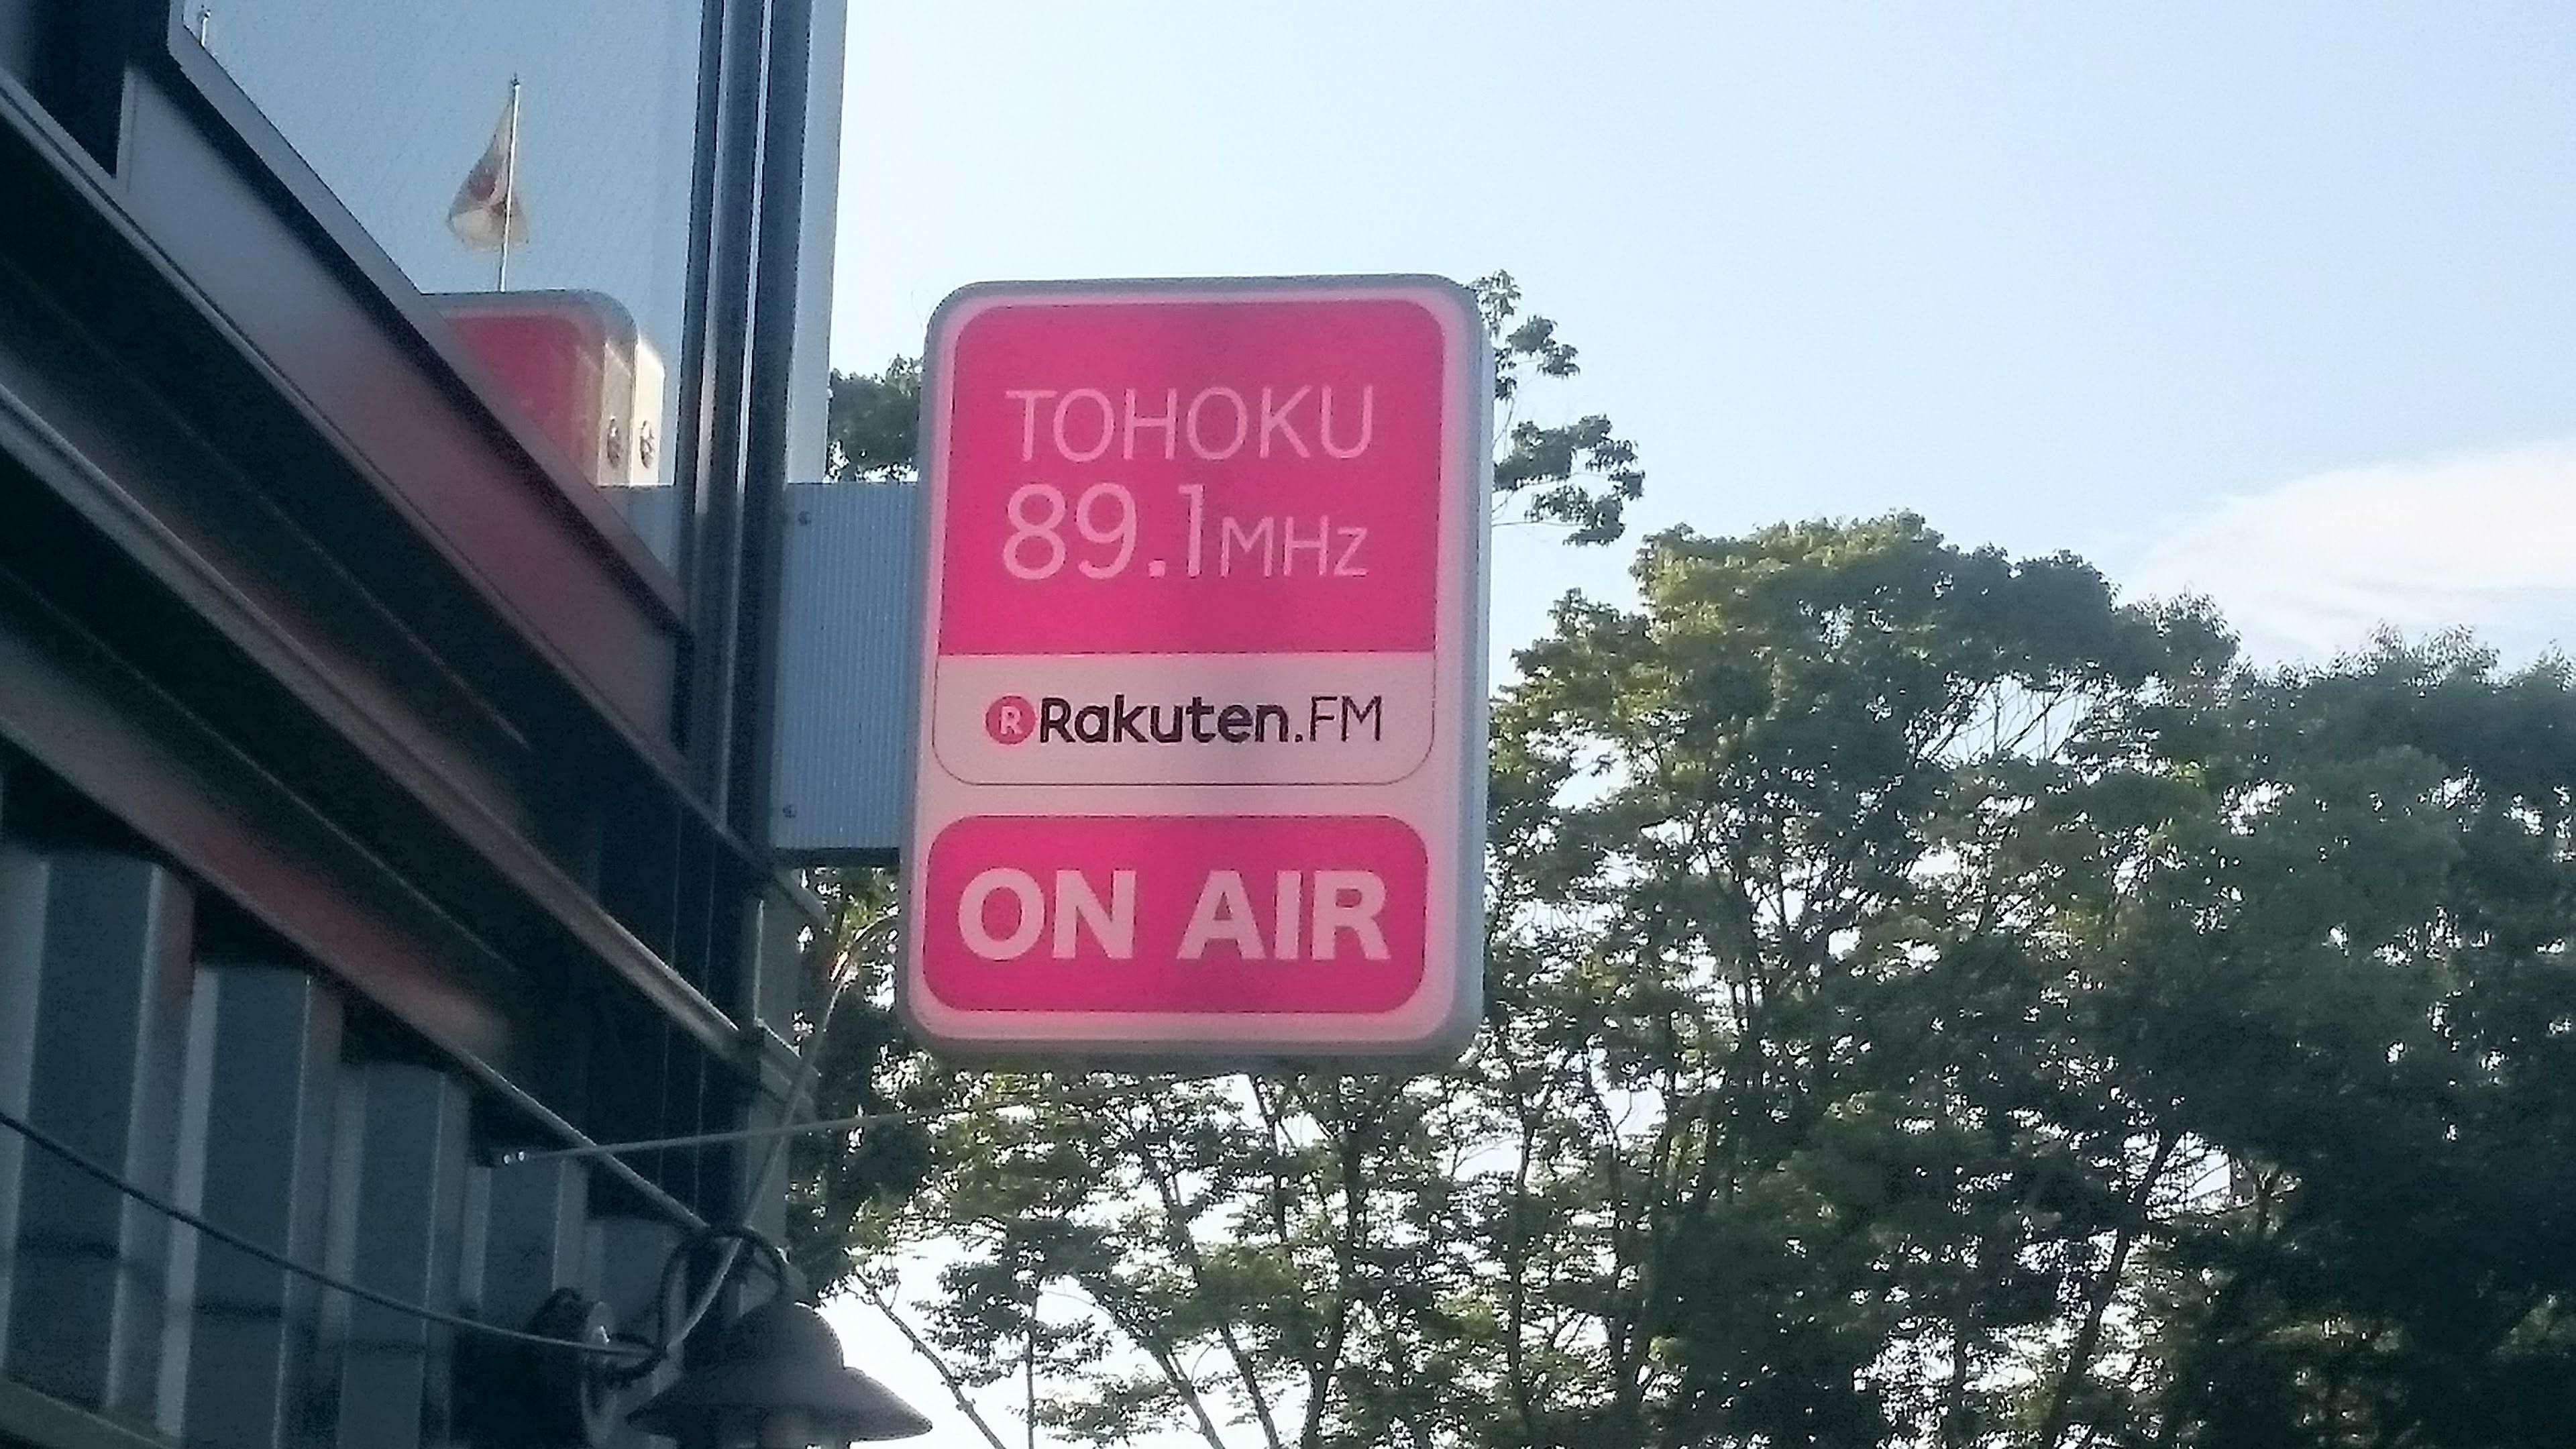 TOHOKU
89.1MHz
R Rakuten.FM
ON AIR